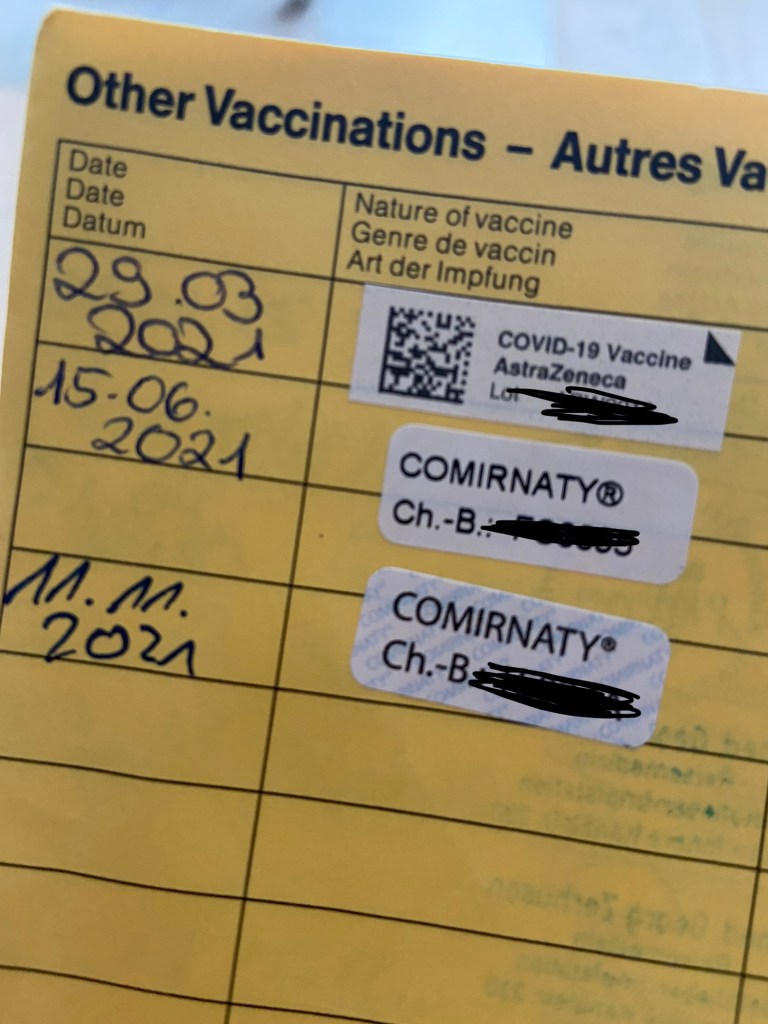 Other Vaccinations – Autres Va
Date
Date
Datum
Nature of vaccine
Genre de vaccin
Art der Impfung
29.03
2021
COVID-19 Vaccine
AstraZeneca
Lot
15.06.
2021
COMIRNATY®
Ch.-B.:
11.11.
2021
COMIRNATY®
Ch.-B